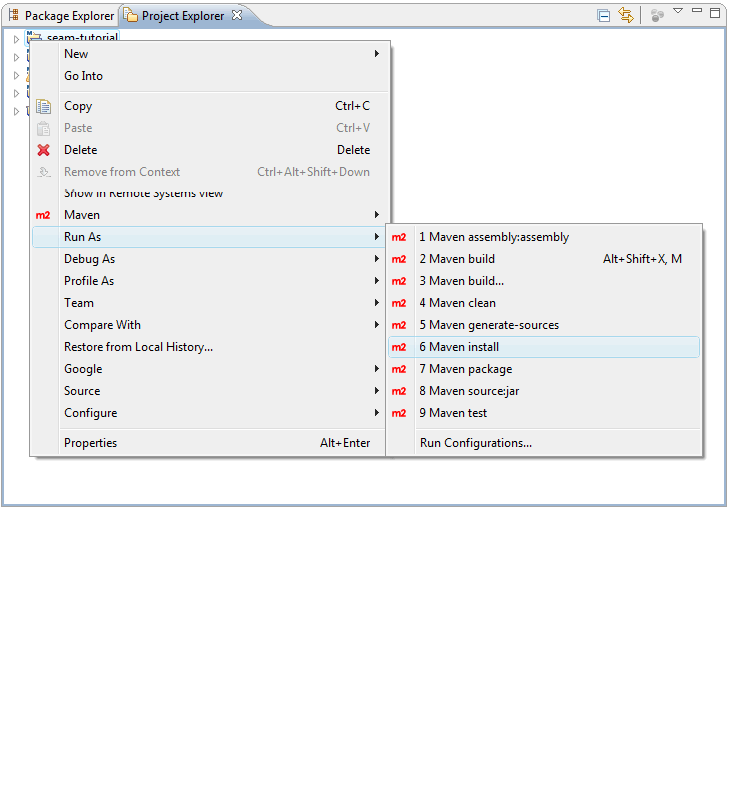 Package Explorer Project Explorer
seam-tutorial
New
Go Into
Copy Ctrl+C
Paste Ctrl+V
Delete Delete
Remove from Context Ctrl+Alt+Shift+Down
Show in Remote Systems view
m2 Maven
Run As
Debug As
Profile As
Team
Compare With
Restore from Local History...
Google
Source
Configure
Properties Alt+Enter
m2 1 Maven assembly:assembly
m2 2 Maven build Alt+Shift+X, M
m2 3 Maven build...
m2 4 Maven clean
m2 5 Maven generate-sources
m2 6 Maven install
m2 7 Maven package
m2 8 Maven source:jar
m2 9 Maven test
Run Configurations...